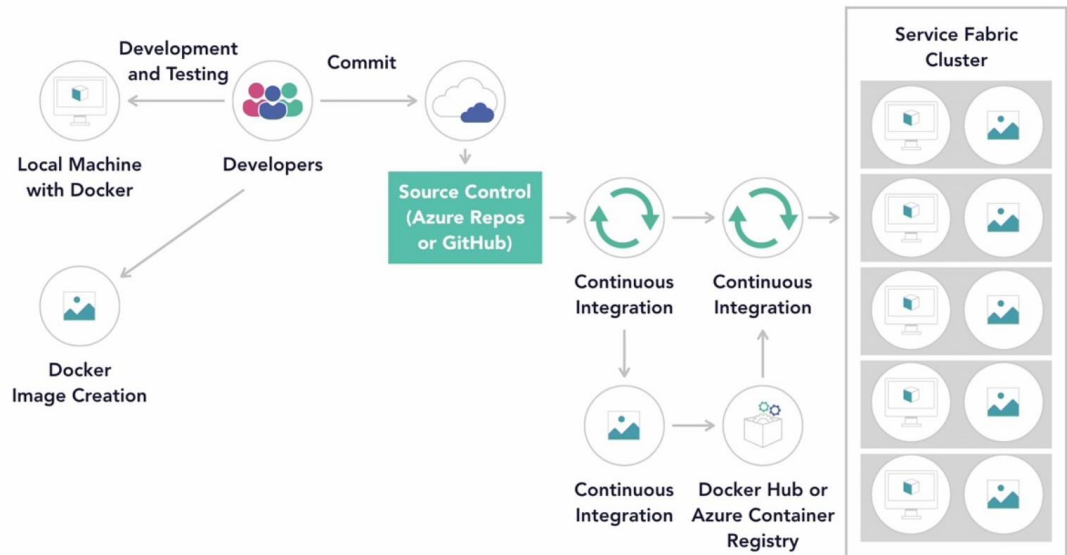 Development
and Testing
Commit
Service Fabric
Cluster
Local Machine
with Docker
Developers
Source Control
(Azure Repos
or GitHub)
Continuous
Integration
Continuous
Integration
Docker
Image Creation
Continuous
Integration
Docker Hub or
Azure Container
Registry